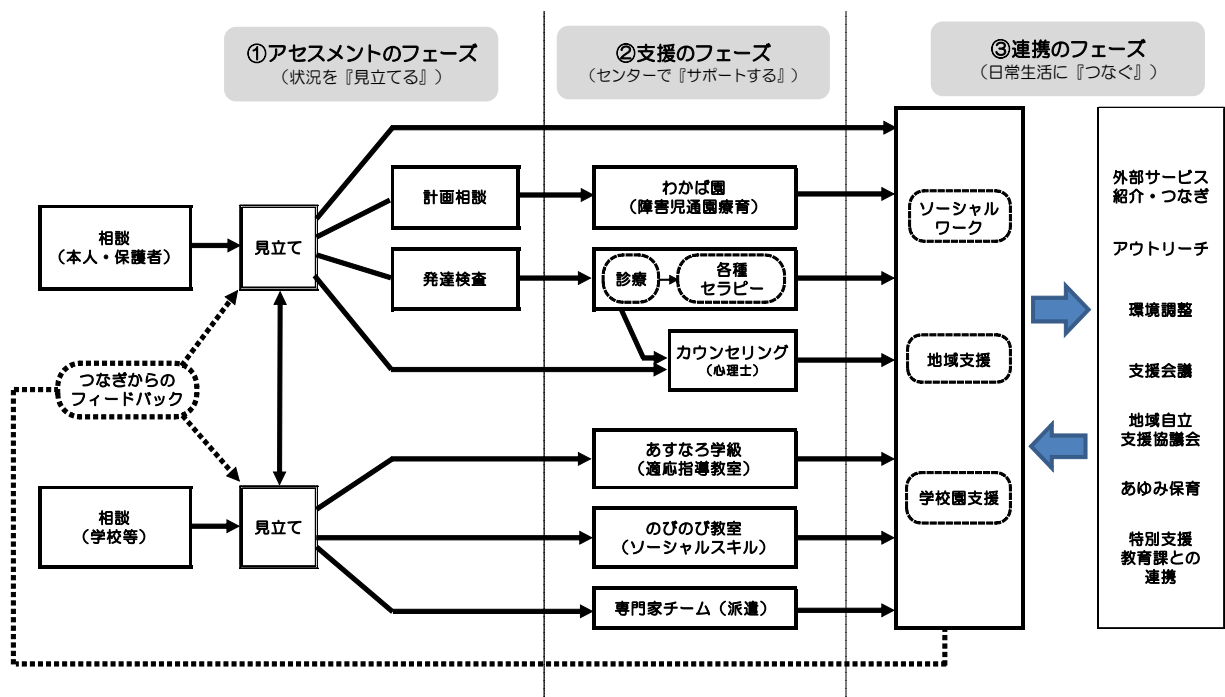 ①アセスメントのフェーズ
(状況を『見立てる』)
②支援のフェーズ
(センターで『サポートする』)
③連携のフェーズ
(日常生活に『つなぐ』)
相談
(本人・保護者)
見立て
計画相談
発達検査
わかば園
(障害児通園療育)
診療
各種
セラピー
カウンセリング
(心理士)
つなぎからの
フィードバック
相談
(学校等)
見立て
あすなろ学級
(適応指導教室)
のびのび教室
(ソーシャルスキル)
専門家チーム(派遣)
ソーシャル
ワーク
地域支援
学校園支援
外部サービス
紹介・つなぎ
アウトリーチ
環境調整
支援会議
地域自立
支援協議会
あゆみ保育
特別支援
教育課との
連携